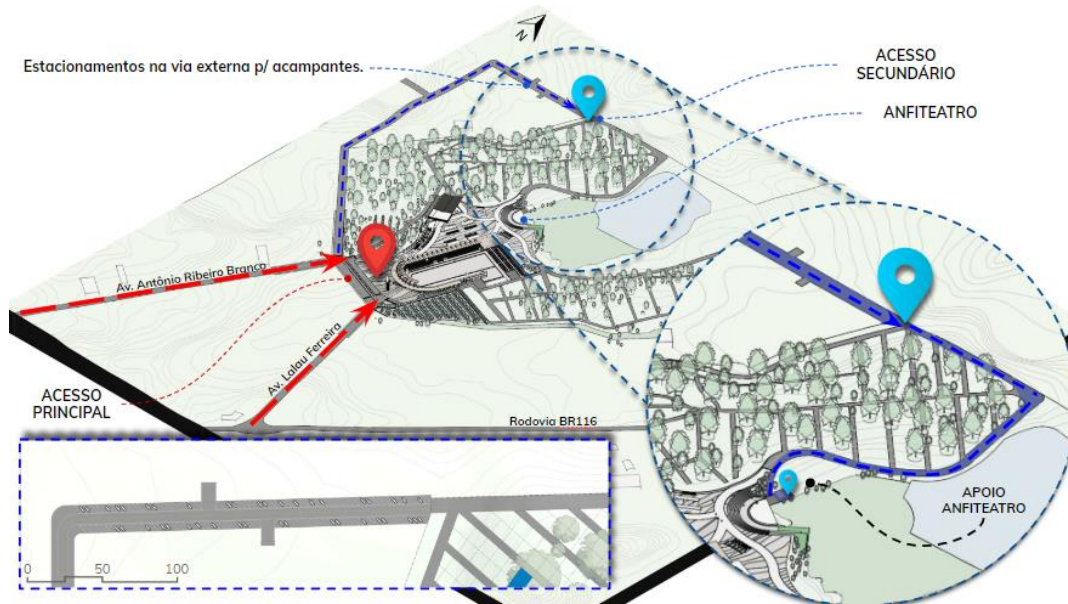 N
Estacionamentos na via externa p/ acampantes.
ACESSO
SECUNDÁRIO
ANFITEATRO
Av. Antônio Ribeiro Branco
Av. Lalau Ferreira
ACESSO
PRINCIPAL
Rodovia BR116
APOIO
ANFITEATRO
0 50 100